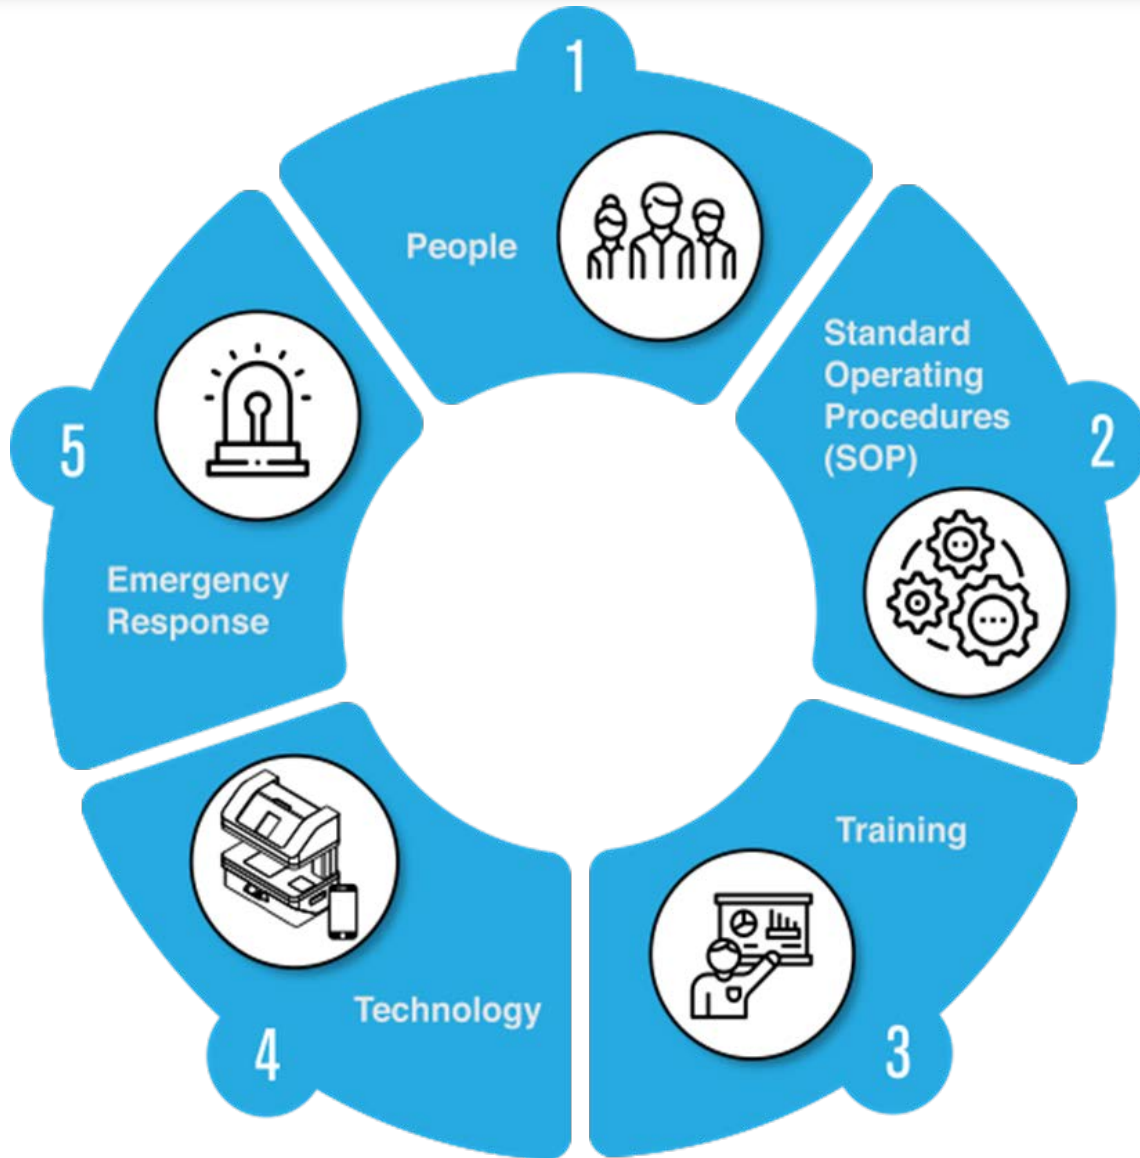 1
People
Standard
Operating
Procedures
(SOP)
2
Training
3
Technology
4
Emergency
Response
5